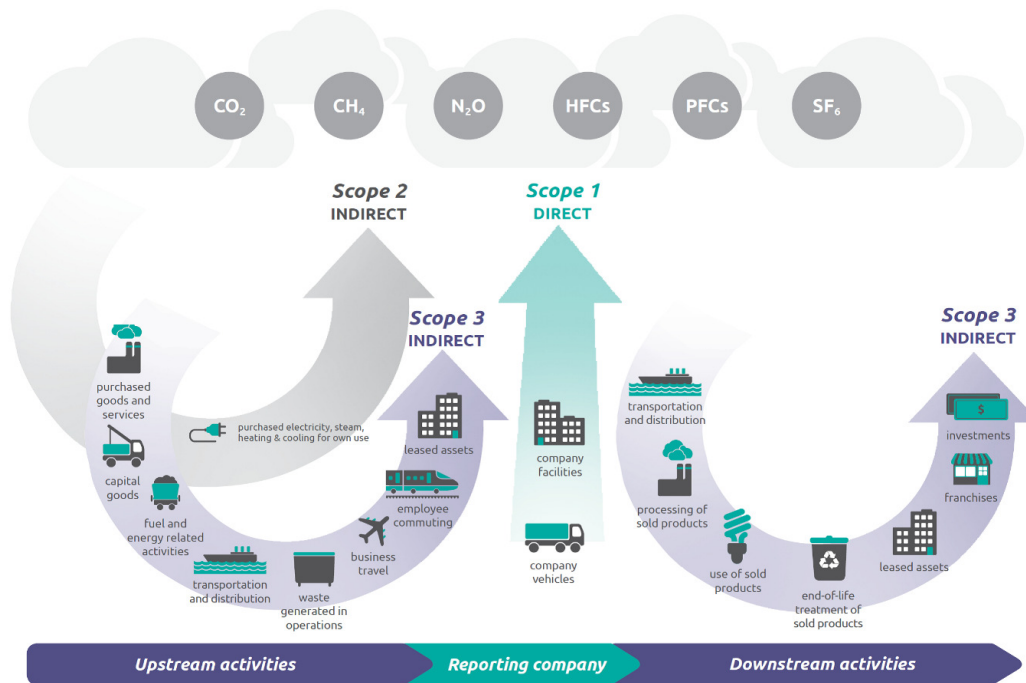 CO₂
CH₄
N₂O
HFCs
PFCs
SF₆
Scope 2
INDIRECT
Scope 1
DIRECT
Scope 3
INDIRECT
Scope 3
INDIRECT
purchased
goods and
services
capital
goods
fuel and
energy related
activities
purchased electricity, steam,
heating & cooling for own use
transportation
and distribution
waste
generated in
operations
business
travel
employee
commuting
leased assets
company
facilities
company
vehicles
transportation
and distribution
processing of
sold products
use of sold
products
end-of-life
treatment of
sold products
leased assets
franchises
$
investments
Upstream activities
Reporting company
Downstream activities